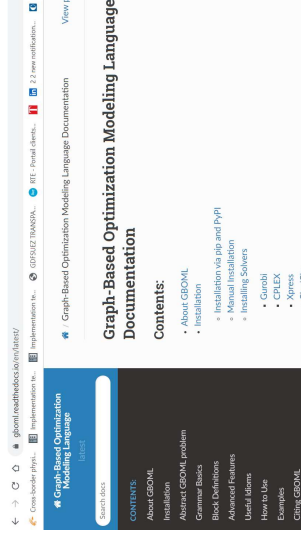 gboml.readthedocs.io/en/latest/
Cross-border physi...
Implementation te...
Implementation te...
GDFSUEZ TRANSPA...
RTE - Portail clients...
2 2 new notification...
Graph-Based Optimization
Modeling Language
latest
Search docs
CONTENTS:
About GBOML
Installation
Abstract GBOML problem
Grammar Basics
Block Definitions
Advanced Features
Useful Idioms
How to Use
Examples
Citing GBOML
/ Graph-Based Optimization Modeling Language Documentation
View p
Graph-Based Optimization Modeling Language
Documentation
Contents:
• About GBOML
• Installation
◦ Installation via pip and PyPI
◦ Manual Installation
◦ Installing Solvers
▪ Gurobi
▪ CPLEX
▪ Xpress